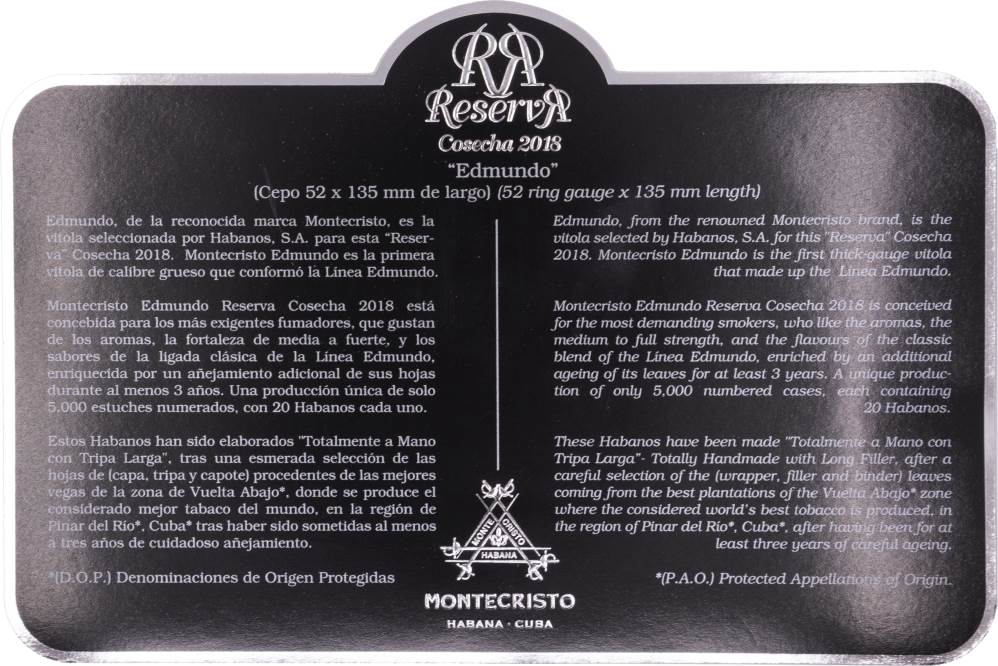 RR
ReservR
Cosecha 2018
"Edmundo"
(Cepo 52 x 135 mm de largo) (52 ring gauge x 135 mm length)
Edmundo, de la reconocida marca Montecristo, es la
vitola seleccionada por Habanos, S.A. para esta "Reser-
va" Cosecha 2018. Montecristo Edmundo es la primera
vitola de calibre grueso que conformó la Línea Edmundo.
Montecristo Edmundo Reserva Cosecha 2018 está
concebida para los más exigentes fumadores, que gustan
de los aromas, la fortaleza de media a fuerte, y los
sabores de la ligada clásica de la Línea Edmundo,
enriquecida por un añejamiento adicional de sus hojas
durante al menos 3 años. Una producción única de solo
5.000 estuches numerados, con 20 Habanos cada uno.
Estos Habanos han sido elaborados "Totalmente a Mano
con Tripa Larga", tras una esmerada selección de las
hojas de (capa, tripa y capote) procedentes de las mejores
vegas de la zona de Vuelta Abajo*, donde se produce el
considerado mejor tabaco del mundo, en la región de
Pinar del Río*, Cuba* tras haber sido sometidas al menos
a tres años de cuidadoso añejamiento.
*(D.O.P.) Denominaciones de Origen Protegidas
Edmundo, from the renowned Montecristo brand, is the
vitola selected by Habanos, S.A. for this "Reserva" Cosecha
2018. Montecristo Edmundo is the first thick-gauge vitola
that made up the Línea Edmundo.
Montecristo Edmundo Reserva Cosecha 2018 is conceived
for the most demanding smokers, who like the aromas, the
medium to full strength, and the flavours of the classic
blend of the Línea Edmundo, enriched by an additional
ageing of its leaves for at least 3 years. A unique produc-
tion of only 5,000 numbered cases, each containing
20 Habanos.
These Habanos have been made "Totalmente a Mano con
Tripa Larga"- Totally Handmade with Long Filler, after a
careful selection of the (wrapper, filler and binder) leaves
coming from the best plantations of the Vuelta Abajo* zone
where the considered world's best tobacco is produced, in
the region of Pinar del Río*, Cuba*, after having been for at
least three years of careful ageing.
*(P.A.O.) Protected Appellations of Origin.
MONTE CRISTO
HABANA
MONTECRISTO
HABANA · CUBA